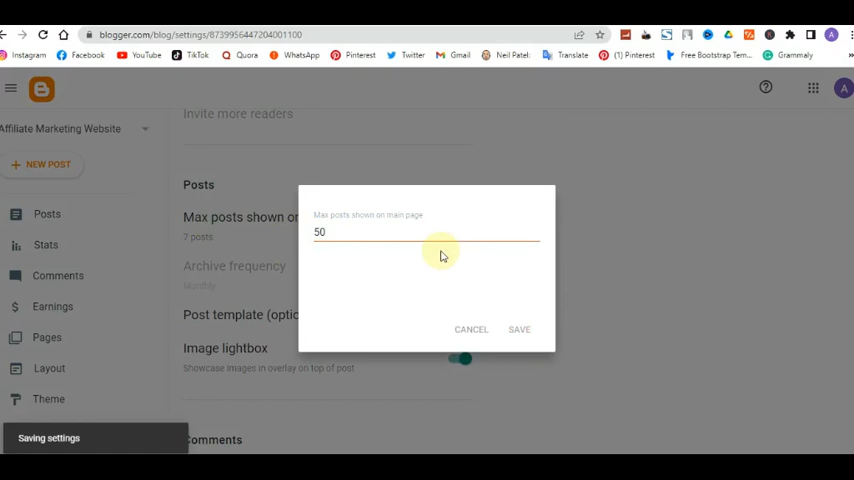 blogger.com/blog/settings/8739956447204001100
Instagram Facebook YouTube TikTok Quora WhatsApp Pinterest Twitter Gmail Neil Patel: Translate (1) Pinterest Free Bootstrap Tem... Grammaly »
A
Invite more readers
Affiliate Marketing Website
+ NEW POST
Posts
Max posts shown on
7 posts
Archive frequency
Monthly
Post template (optio
Image lightbox
Showcase images in overlay on top of post
Comments
Max posts shown on main page
50
CANCEL SAVE
Posts
Stats
Comments
Earnings
Pages
Layout
Theme
Saving settings